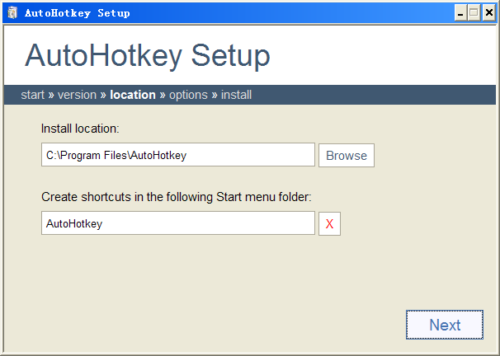 AutoHotkey Setup
AutoHotkey Setup
start » version » location » options » install
Install location:
C:\Program Files\AutoHotkey Browse
Create shortcuts in the following Start menu folder:
AutoHotkey X
Next